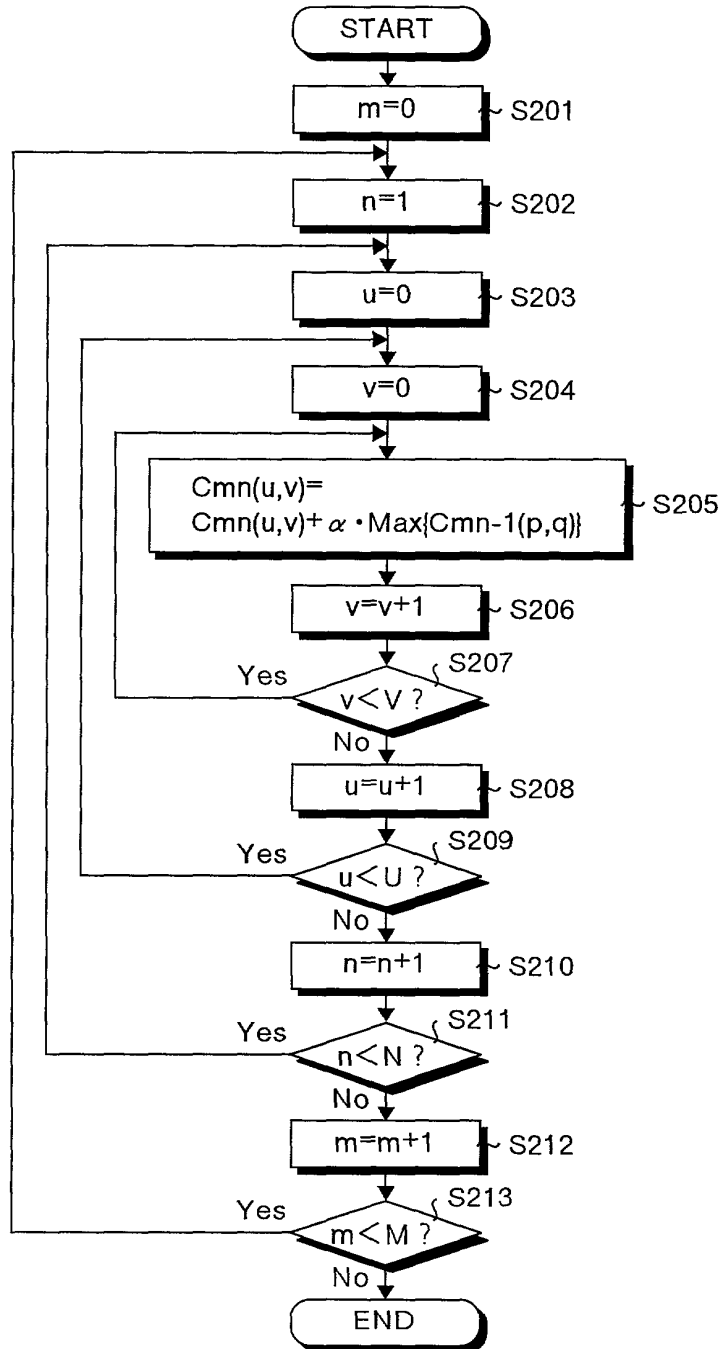 START
m=0
S201
n=1
S202
u=0
S203
v=0
S204
Cmn(u,v)=
Cmn(u,v)+α・Max{Cmn-1(p,q)}
S205
v=v+1
S206
S207
Yes
v<V ?
No
u=u+1
S208
S209
Yes
u<U ?
No
n=n+1
S210
S211
Yes
n<N ?
No
m=m+1
S212
S213
Yes
m<M ?
No
END